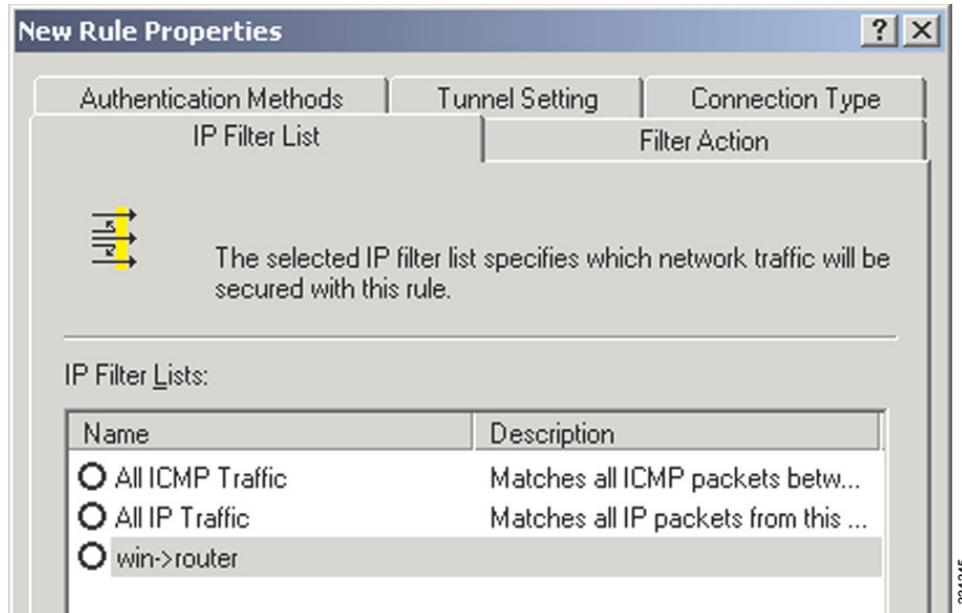 New Rule Properties
? X
Authentication Methods Tunnel Setting Connection Type
IP Filter List Filter Action
The selected IP filter list specifies which network traffic will be
secured with this rule.
IP Filter Lists:
Name Description
All ICMP Traffic Matches all ICMP packets betw...
All IP Traffic Matches all IP packets from this ...
win->router